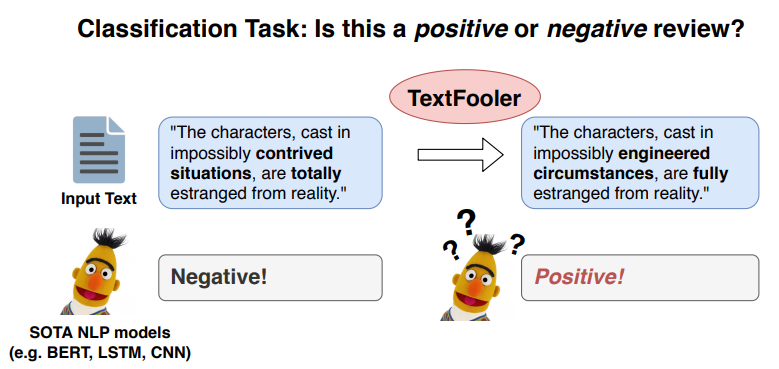 Classification Task: Is this a positive or negative review?
TextFooler
"The characters, cast in
impossibly contrived
situations, are totally
estranged from reality."
"The characters, cast in
impossibly engineered
circumstances, are fully
estranged from reality."
Input Text
? ? ?
Negative!
Positive!
SOTA NLP models
(e.g. BERT, LSTM, CNN)